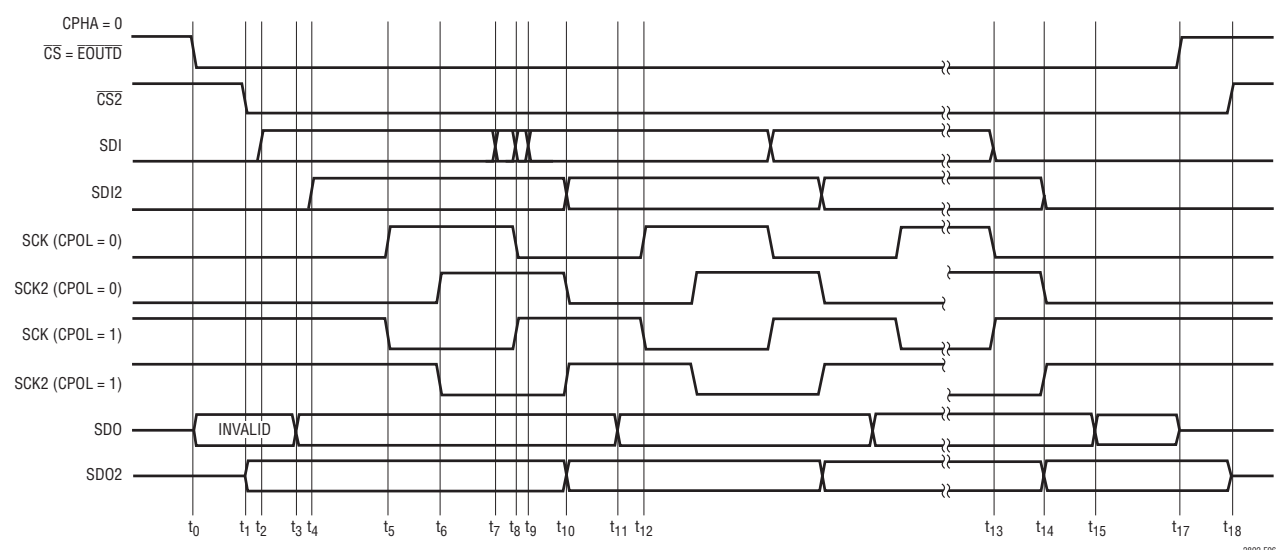 CPHA = 0
CS = EOUTD
CS2
SDI
SDI2
SCK (CPOL = 0)
SCK2 (CPOL = 0)
SCK (CPOL = 1)
SCK2 (CPOL = 1)
SDO INVALID
SDO2
t0 t1 t2 t3 t4 t5 t6 t7 t8 t9 t10 t11 t12 t13 t14 t15 t17 t18